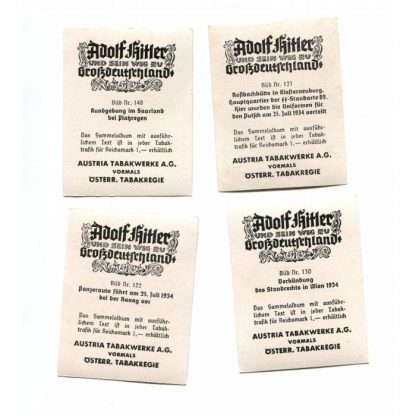 Adolf Hitler
UND SEIN WEG ZU
Großdeutschland
Bild Nr. 148
Kundgebung im Saarland
bei Platzregen
Das Sammelalbum mit ausführ-
lichem Text ist in jeder Tabak-
trafik für Reichsmark 1,— erhältlich
AUSTRIA TABAKWERKE A.G.
VORMALS
ÖSTERR. TABAKREGIE
Adolf Hitler
UND SEIN WEG ZU
Großdeutschland
Bild Nr. 121
Roßbachhütte in Klosterneuburg,
Hauptquartier der SS-Standarte 89.
Hier wurden die Uniformen für
den Putsch am 25. Juli 1934 verteilt
Das Sammelalbum mit ausführ-
lichem Text ist in jeder Tabak-
trafik für Reichsmark 1,— erhältlich
AUSTRIA TABAKWERKE A.G.
VORMALS
ÖSTERR. TABAKREGIE
Adolf Hitler
UND SEIN WEG ZU
Großdeutschland
Bild Nr. 122
Panzerauto fährt am 25. Juli 1934
bei der Ravag vor
Das Sammelalbum mit ausführ-
lichem Text ist in jeder Tabak-
trafik für Reichsmark 1,— erhältlich
AUSTRIA TABAKWERKE A.G.
VORMALS
ÖSTERR. TABAKREGIE
Adolf Hitler
UND SEIN WEG ZU
Großdeutschland
Bild Nr. 130
Verkündung
des Standrechts in Wien 1934
Das Sammelalbum mit ausführ-
lichem Text ist in jeder Tabak-
trafik für Reichsmark 1,— erhältlich
AUSTRIA TABAKWERKE A.G.
VORMALS
ÖSTERR. TABAKREGIE